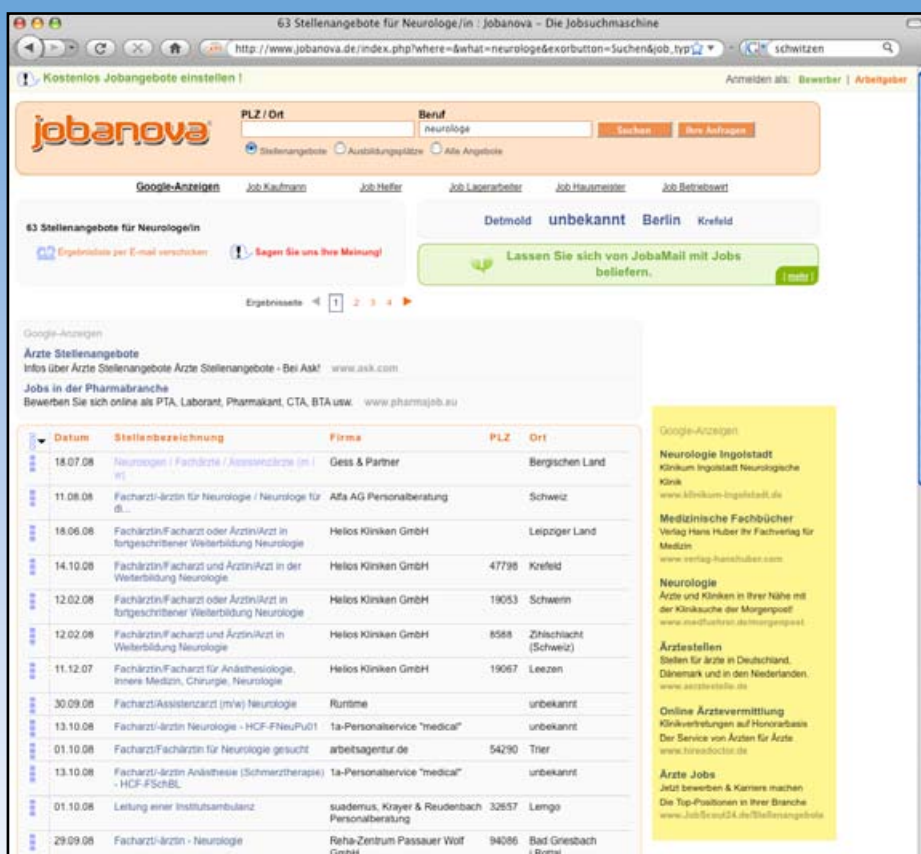 63 Stellenangebote für Neurologe/in : Jobanova – Die Jobsuchmaschine
http://www.jobanova.de/index.php?where=&what=neurologe&exorbutton=Suchen&job_typ
schwitzen
Kostenlos Jobangebote einstellen !
Anmelden als: Bewerber | Arbeitgeber
jobanova
PLZ / Ort Beruf
neurologe
Suchen Ihre Anfragen
Stellenangebote Ausbildungsplätze Alle Angebote
Google-Anzeigen Job Kaufmann Job Helfer Job Lagerarbeiter Job Hausmeister Job Betriebswirt
63 Stellenangebote für Neurologe/in
Detmold unbekannt Berlin Krefeld
Ergebnisliste per E-mail verschicken
Sagen Sie uns Ihre Meinung!
Lassen Sie sich von JobaMail mit Jobs
beliefern.
[mehr]
Ergebnisseite 1 2 3 4
Google-Anzeigen
Ärzte Stellenangebote
Infos über Ärzte Stellenangebote Ärzte Stellenangebote - Bei Ask! www.ask.com
Jobs in der Pharmabranche
Bewerben Sie sich online als PTA, Laborant, Pharmakant, CTA, BTA usw. www.pharmajob.eu
Datum Stellenbezeichnung Firma PLZ Ort
18.07.08 Neurologen / Fachärzte / Assistenzärzte (m / w) Gess & Partner Bergischen Land
11.08.08 Facharzt/-ärztin für Neurologie / Neurologe für di... Alfa AG Personalberatung Schweiz
18.06.08 Fachärztin/Facharzt oder Ärztin/Arzt in fortgeschrittener Weiterbildung Neurologie Helios Kliniken GmbH Leipziger Land
14.10.08 Fachärztin/Facharzt und Ärztin/Arzt in der Weiterbildung Neurologie Helios Kliniken GmbH 47798 Krefeld
12.02.08 Fachärztin/Facharzt oder Ärztin/Arzt in fortgeschrittener Weiterbildung Neurologie Helios Kliniken GmbH 19053 Schwerin
12.02.08 Fachärztin/Facharzt und Ärztin/Arzt in Weiterbildung Neurologie Helios Kliniken GmbH 8588 Zihlschlacht (Schweiz)
11.12.07 Fachärztin/Facharzt für Anästhesiologie, Innere Medizin, Chirurgie, Neurologie Helios Kliniken GmbH 19067 Leezen
30.09.08 Facharzt/Assistenzarzt (m/w) Neurologie Runtime unbekannt
13.10.08 Facharzt/-ärztin Neurologie - HCF-FNeuPu01 1a-Personalservice "medical" unbekannt
01.10.08 Facharzt/Fachärztin für Neurologie gesucht arbeitsagentur.de 54290 Trier
13.10.08 Facharzt/-ärztin Anästhesie (Schmerztherapie) - HCF-FSchBL 1a-Personalservice "medical" unbekannt
01.10.08 Leitung einer Institutsambulanz suademus, Krayer & Reudenbach Personalberatung 32657 Lemgo
29.09.08 Facharzt/-ärztin - Neurologie Reha-Zentrum Passauer Wolf GmbH 94086 Bad Griesbach i Rottal
Google-Anzeigen
Neurologie Ingolstadt
Klinikum Ingolstadt Neurologische
Klinik
www.klinikum-ingolstadt.de
Medizinische Fachbücher
Verlag Hans Huber Ihr Fachverlag für
Medizin
www.verlag-hanshuber.com
Neurologie
Ärzte und Kliniken in Ihrer Nähe mit
der Kliniksuche der Morgenpost!
www.medfuehrer.de/morgenpost
Ärztestellen
Stellen für ärzte in Deutschland,
Dänemark und in den Niederlanden.
www.aerztestelle.de
Online Ärztevermittlung
Klinikvertretungen auf Honorarbasis
Der Service von Ärzten für Ärzte
www.hireadoctor.de
Ärzte Jobs
Jetzt bewerben & Karriere machen
Die Top-Positionen in Ihrer Branche
www.JobScout24.de/Stellenangebote